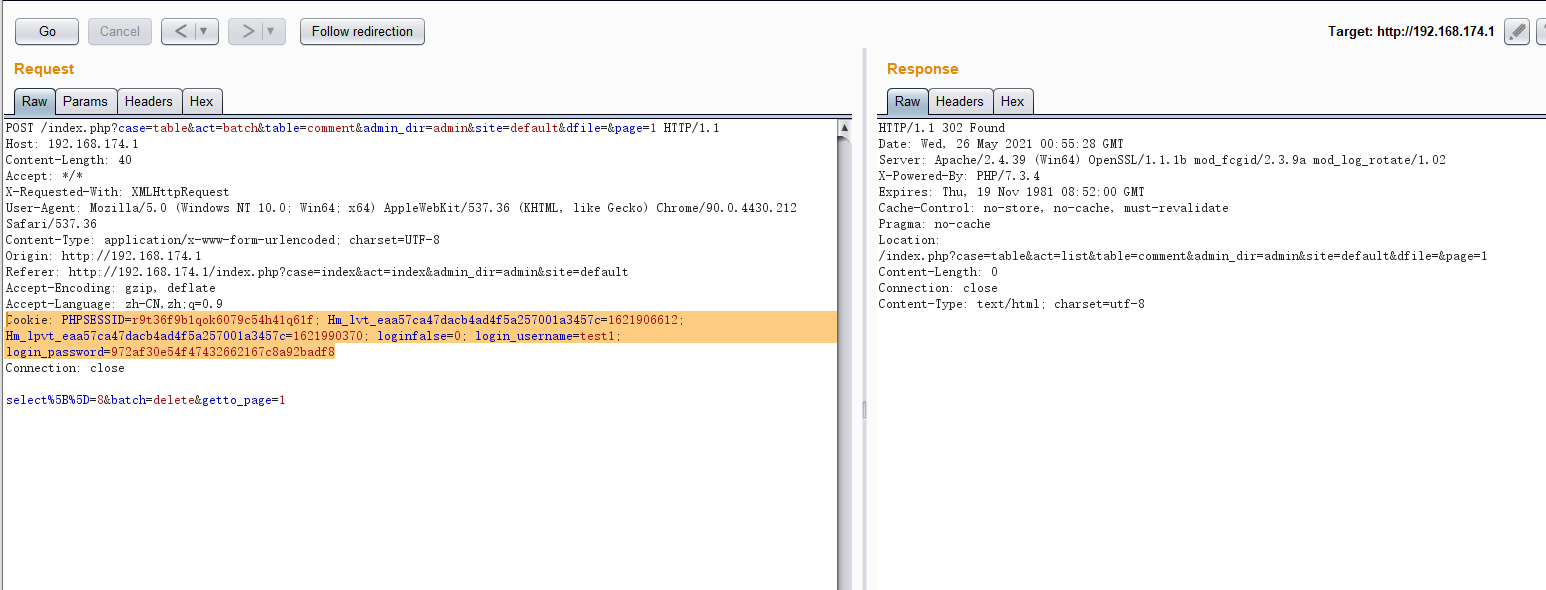 Go
Cancel
<
>
Follow redirection
Target: http://192.168.174.1
Request
Raw
Params
Headers
Hex
POST /index.php?case=table&act=batch&table=comment&admin_dir=admin&site=default&dfile=&page=1 HTTP/1.1
Host: 192.168.174.1
Content-Length: 40
Accept: */*
X-Requested-With: XMLHttpRequest
User-Agent: Mozilla/5.0 (Windows NT 10.0; Win64; x64) AppleWebKit/537.36 (KHTML, like Gecko) Chrome/90.0.4430.212
Safari/537.36
Content-Type: application/x-www-form-urlencoded; charset=UTF-8
Origin: http://192.168.174.1
Referer: http://192.168.174.1/index.php?case=index&act=index&admin_dir=admin&site=default
Accept-Encoding: gzip, deflate
Accept-Language: zh-CN,zh;q=0.9
Cookie: PHPSESSID=r9t36f9b1qok6079c54h41q61f; Hm_lvt_eaa57ca47dacb4ad4f5a257001a3457c=1621906612;
Hm_lpvt_eaa57ca47dacb4ad4f5a257001a3457c=1621990370; loginfalse=0; login_username=test1;
login_password=972af30e54f47432662167c8a92badf8
Connection: close
select%5B%5D=8&batch=delete&getto_page=1
Response
Raw
Headers
Hex
HTTP/1.1 302 Found
Date: Wed, 26 May 2021 00:55:28 GMT
Server: Apache/2.4.39 (Win64) OpenSSL/1.1.1b mod_fcgid/2.3.9a mod_log_rotate/1.02
X-Powered-By: PHP/7.3.4
Expires: Thu, 19 Nov 1981 08:52:00 GMT
Cache-Control: no-store, no-cache, must-revalidate
Pragma: no-cache
Location:
/index.php?case=table&act=list&table=comment&admin_dir=admin&site=default&dfile=&page=1
Content-Length: 0
Connection: close
Content-Type: text/html; charset=utf-8